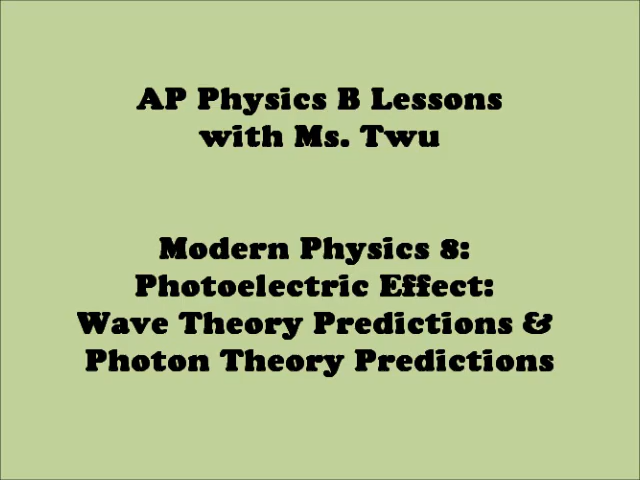 AP Physics B Lessons
with Ms. Twu
Modern Physics 8:
Photoelectric Effect:
Wave Theory Predictions &
Photon Theory Predictions